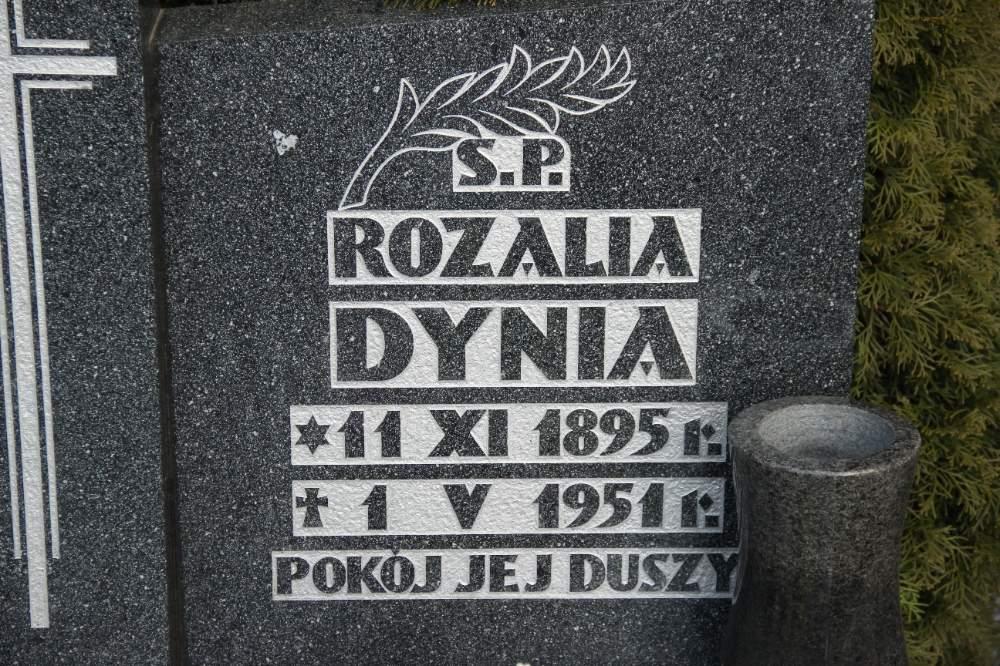 S.P.
ROZALIA
DYNIA
✶ 11 XI 1895 r.
✝ 1 V 1951 r.
POKÓJ JEJ DUSZY